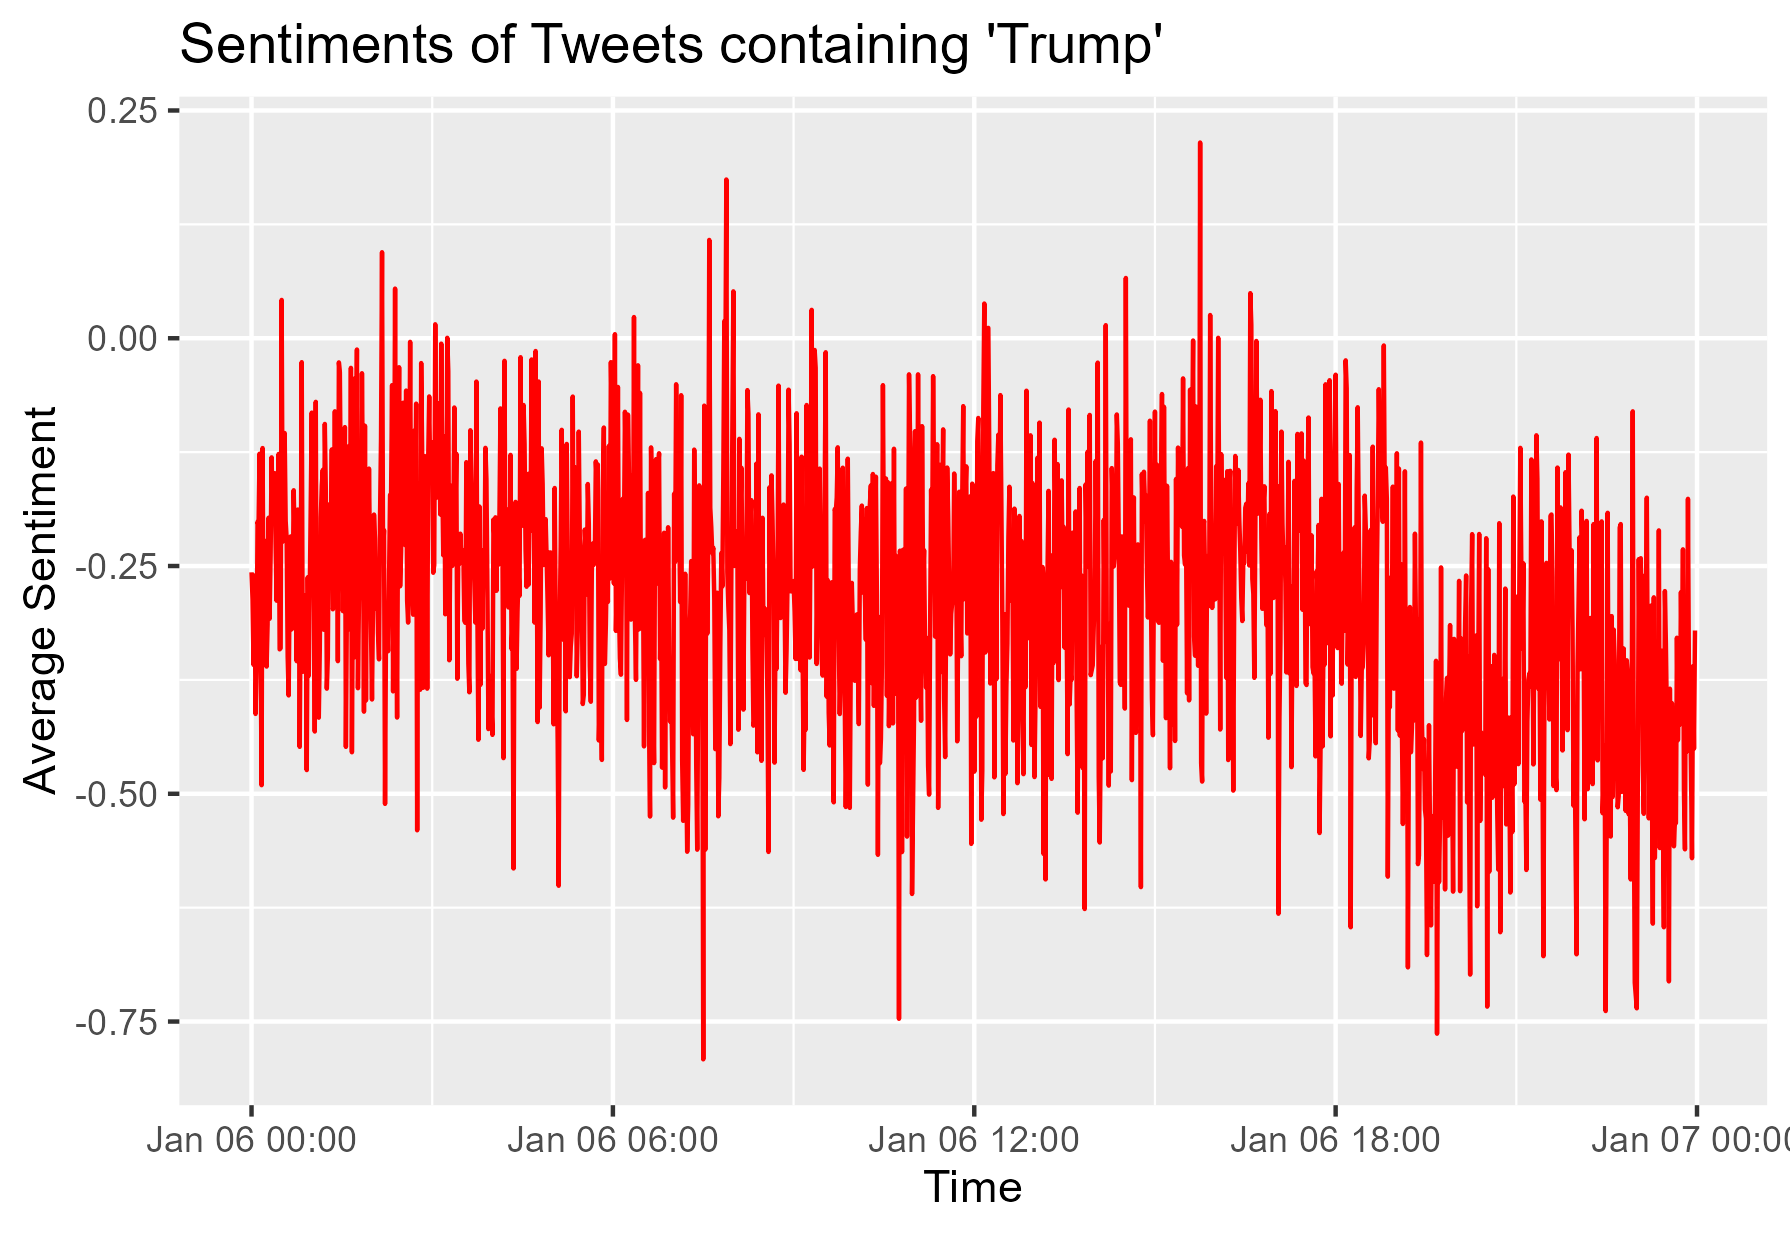 Sentiments of Tweets containing 'Trump'
0.25
0.00
-0.25
-0.50
-0.75
Average Sentiment
Jan 06 00:00 Jan 06 06:00 Jan 06 12:00 Jan 06 18:00 Jan 07 00:00
Time